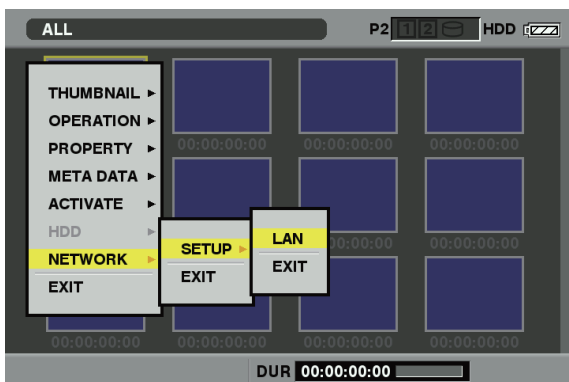 ALL
P2 1 2 HDD
THUMBNAIL
OPERATION
PROPERTY
META DATA
ACTIVATE
HDD
NETWORK
EXIT
SETUP
EXIT
LAN
EXIT
00:00:00:00 00:00:00:00 00:00:00:00
00:00:00:00 00:00:00:00
00:00:00:00 00:00:00:00 00:00:00:00 00:00:00:00
DUR 00:00:00:00